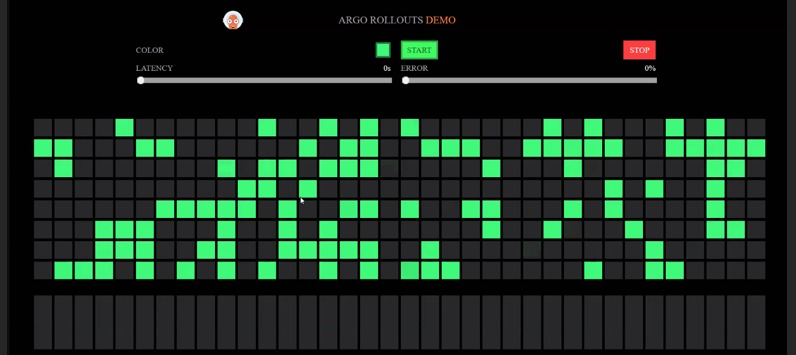 ARGO ROLLOUTS DEMO
COLOR
START
STOP
LATENCY
0s
ERROR
0%